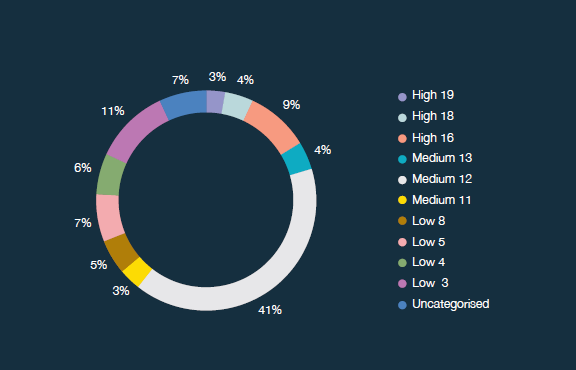 7%
3%
4%
9%
4%
41%
3%
5%
7%
6%
11%
High 19
High 18
High 16
Medium 13
Medium 12
Medium 11
Low 8
Low 5
Low 4
Low 3
Uncategorised